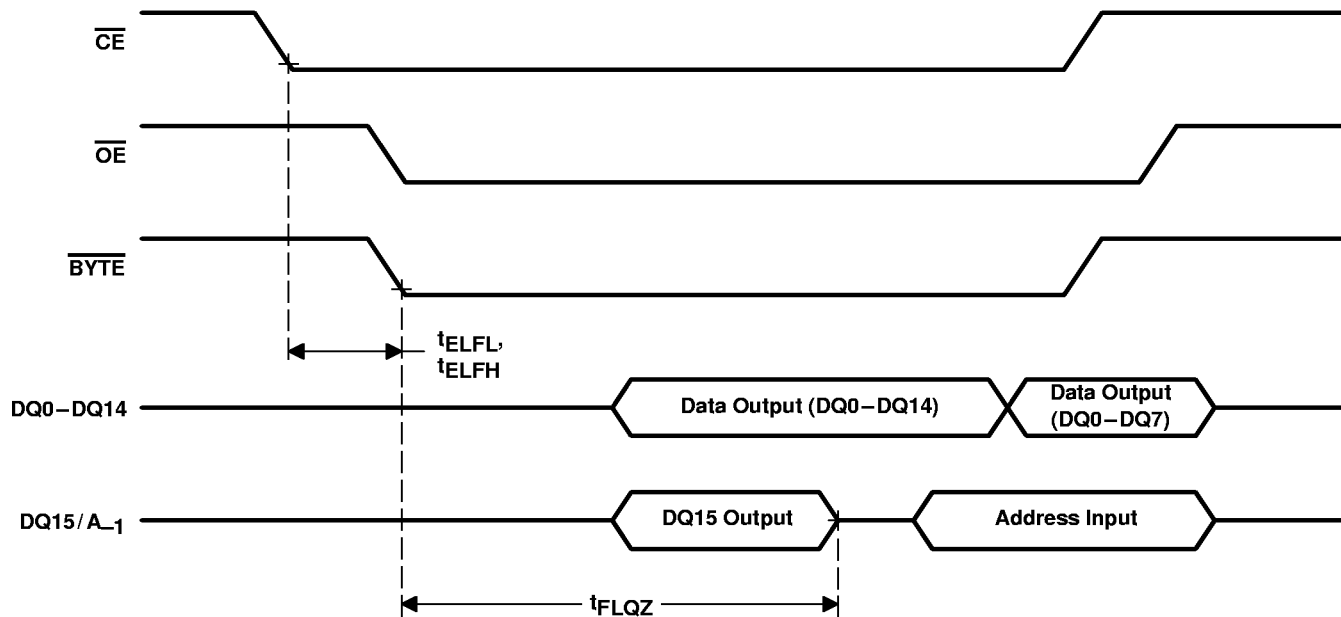 CE
OE
BYTE
tELFL,
tELFH
DQ0–DQ14
Data Output (DQ0–DQ14)
Data Output
(DQ0–DQ7)
DQ15/A–1
DQ15 Output
Address Input
tFLQZ